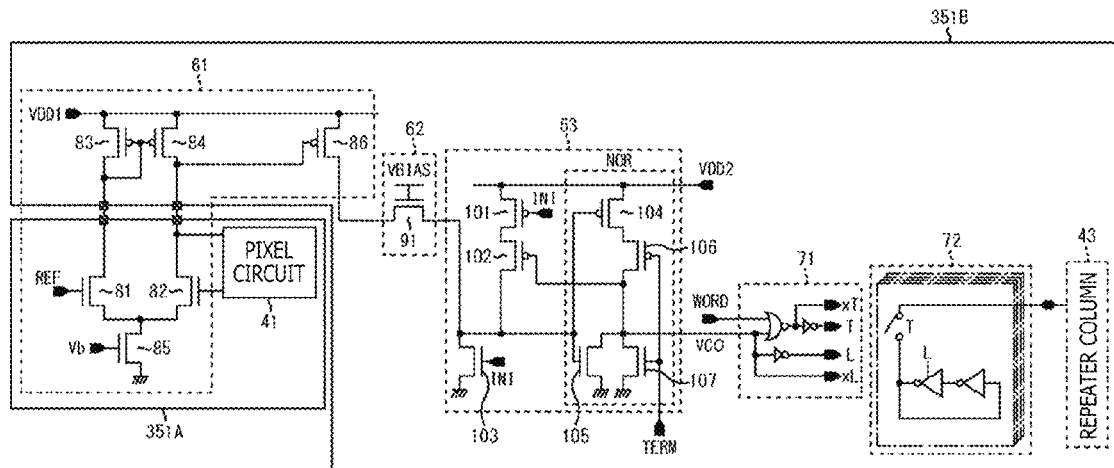 351B
61
VDD1
83
84
86
62
VBIAS
91
63
NOR
VDD2
101
INI
104
102
106
REF
81
82
PIXEL
CIRCUIT
41
Vb
85
351A
INI
103
105
107
TERM
WORD
VCO
71
xT
T
L
xL
72
T
L
43
REPEATER COLUMN